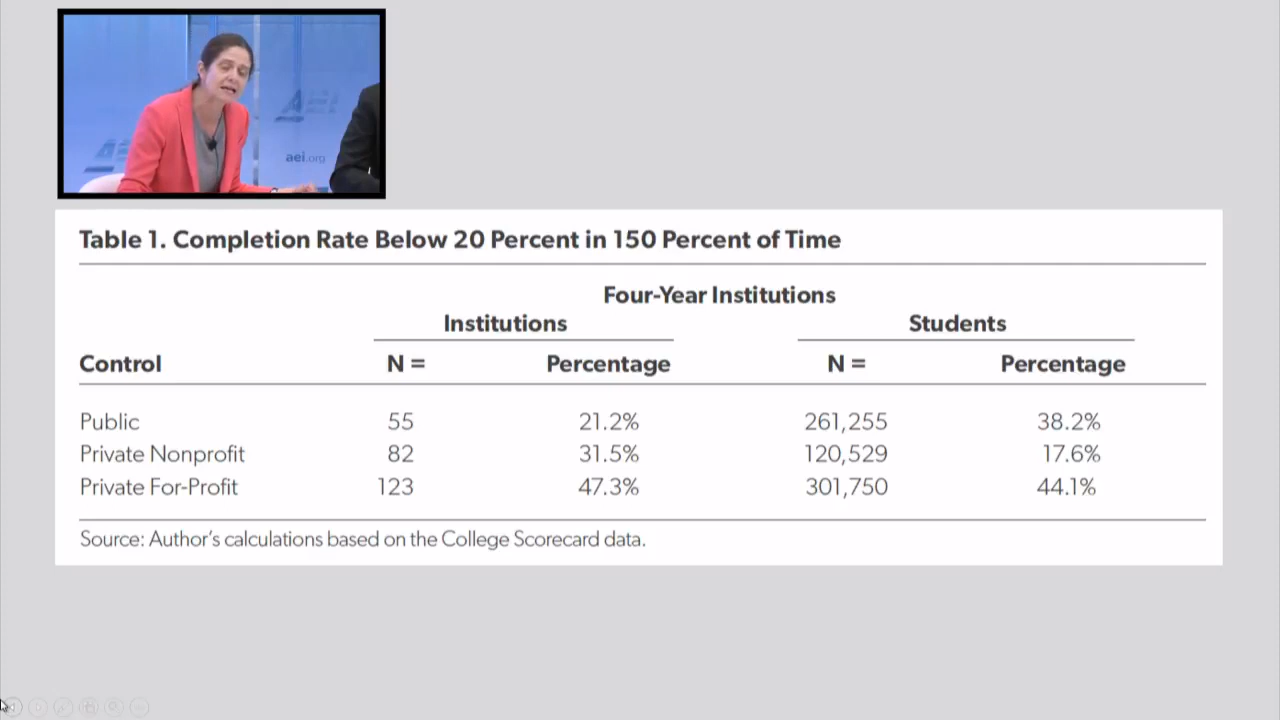 AEI
aei.org
Table 1. Completion Rate Below 20 Percent in 150 Percent of Time
Four-Year Institutions
Institutions Students
Control N = Percentage N = Percentage
Public 55 21.2% 261,255 38.2%
Private Nonprofit 82 31.5% 120,529 17.6%
Private For-Profit 123 47.3% 301,750 44.1%
Source: Author’s calculations based on the College Scorecard data.